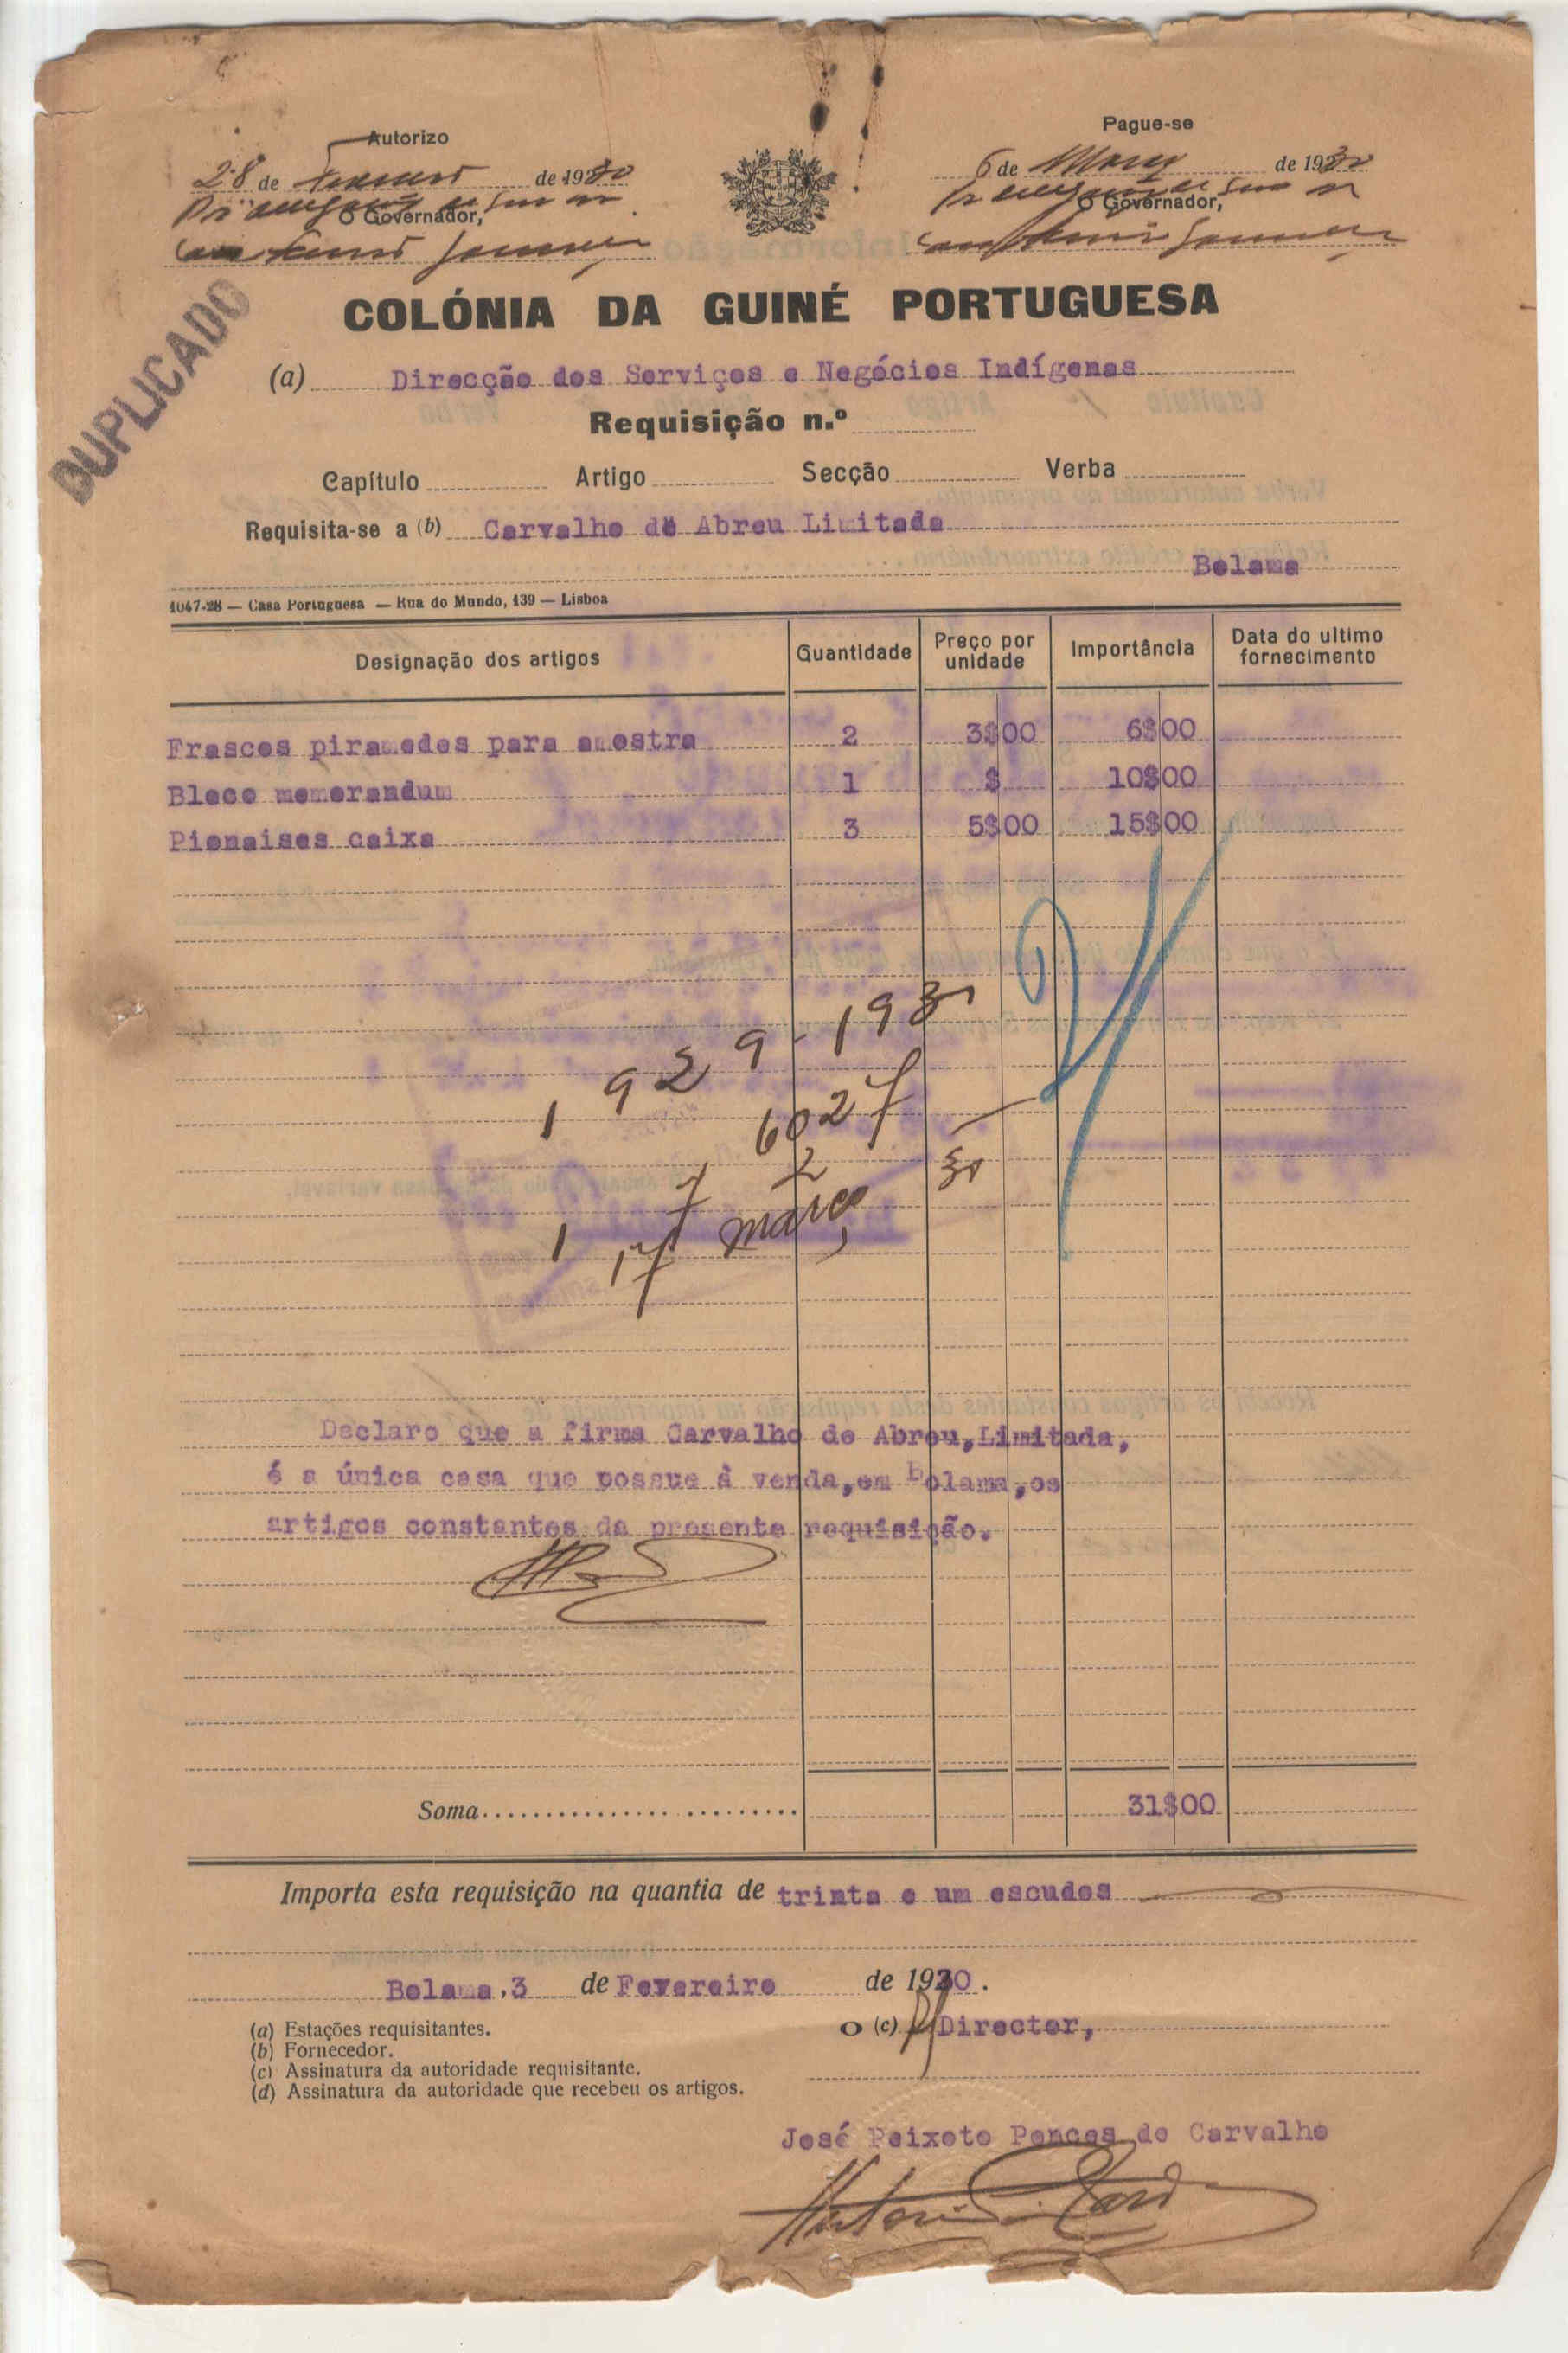 Autorizo
28 de de 1930
O Governador,
Pague-se
6 de Março de 1930
O Governador,
DUPLICADO
COLÓNIA DA GUINÉ PORTUGUESA
(a) Direcção dos Serviços e Negócios Indígenas
Requisição n.º
Capítulo Artigo Secção Verba
Requisita-se a (b) Carvalho de Abreu Limitada
Bolama
1047-28 — Casa Portuguesa — Rua do Mundo, 139 — Lisboa
Designação dos artigos Quantidade Preço por unidade Importância Data do ultimo fornecimento
Frascos piramedes para amostra 2 3$00 6$00
Bloco memorandum 1 $ 10$00
Pionaises caixa 3 5$00 15$00
1929-1930
6027
2
7
1 17 março 30
Declaro que a firma Carvalho de Abreu,Limitada,
é a única casa que possue à venda,em Bolama,os
artigos constantes da presente requisição.
Soma 31$00
Importa esta requisição na quantia de trinta e um escudos
Bolama,3 de Fevereiro de 1930.
(a) Estações requisitantes.
(b) Fornecedor.
(c) Assinatura da autoridade requisitante.
(d) Assinatura da autoridade que recebeu os artigos.
O (c) Director,
José Peixoto Ponces de Carvalho